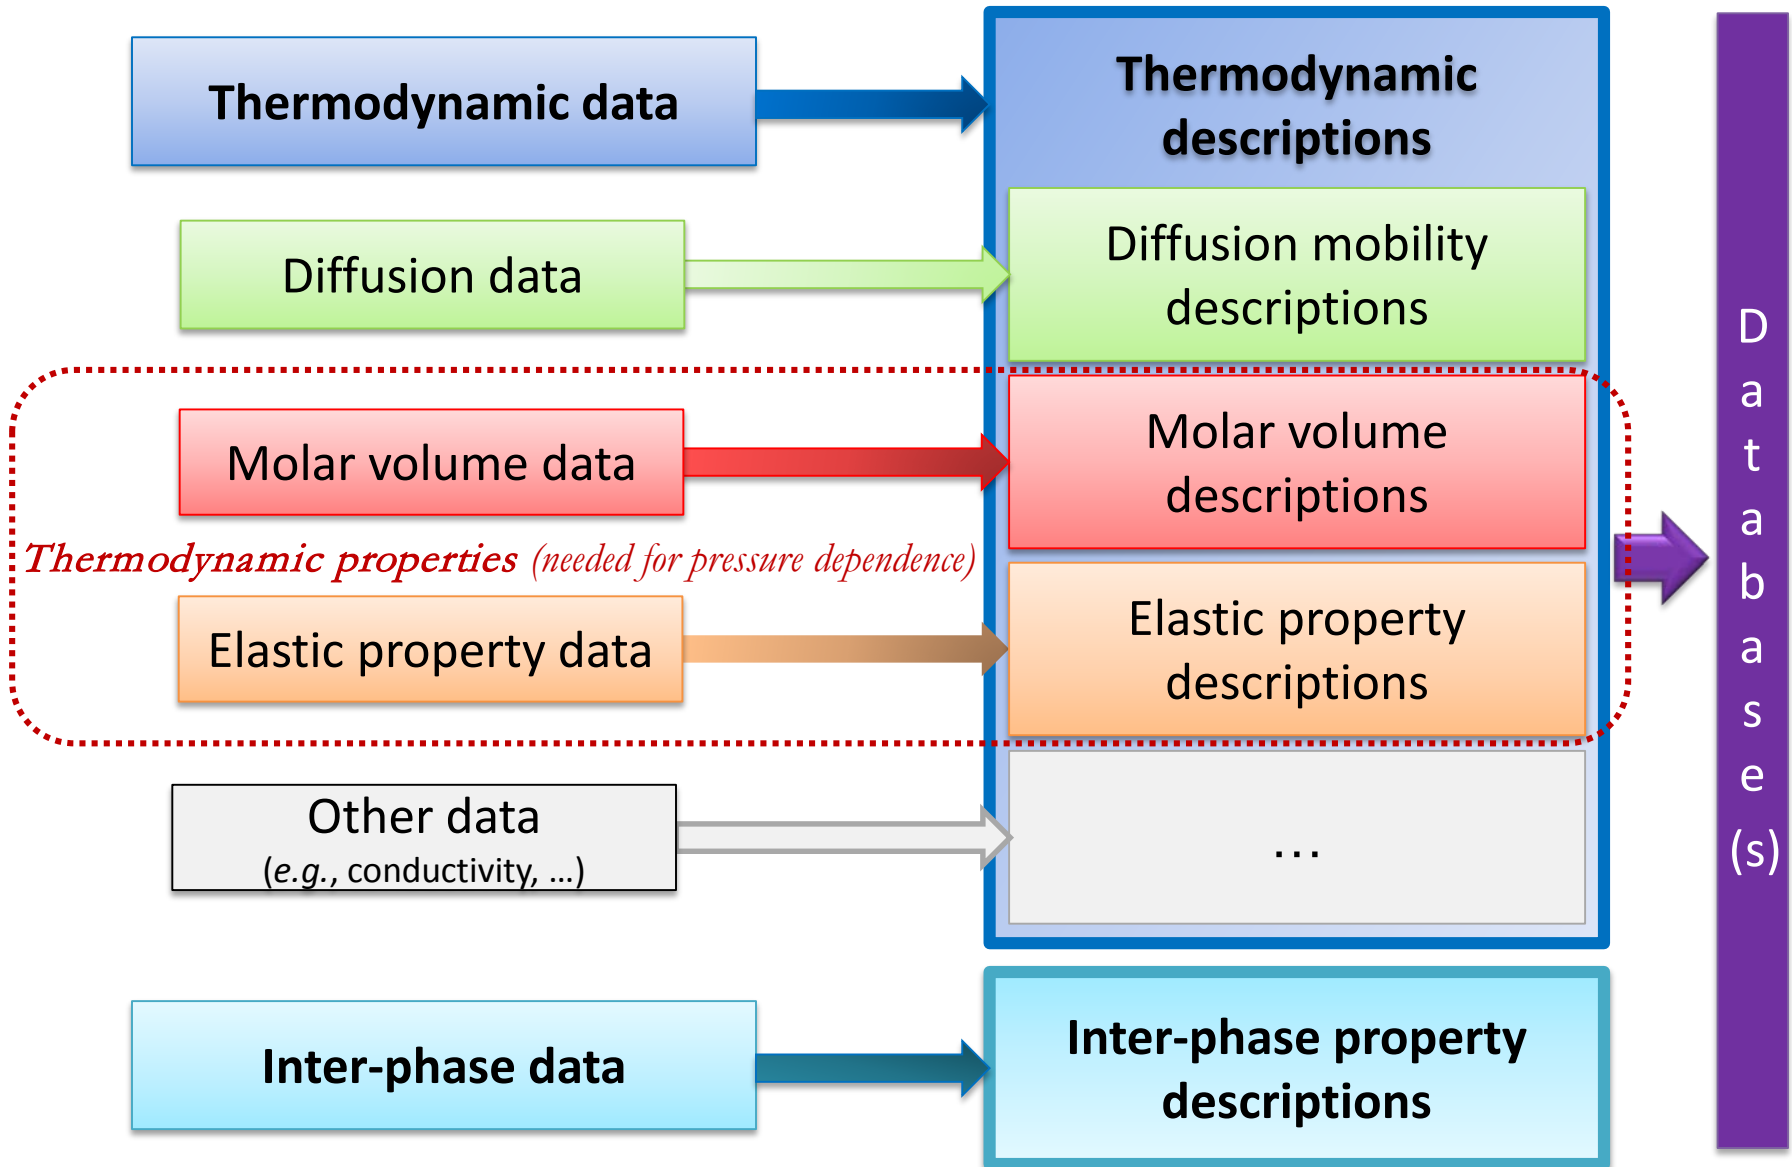 Thermodynamic data
Thermodynamic
descriptions
Diffusion data
Diffusion mobility
descriptions
Molar volume data
Molar volume
descriptions
Thermodynamic properties (needed for pressure dependence)
Elastic property data
Elastic property
descriptions
Other data
(e.g., conductivity, ...)
...
Inter-phase data
Inter-phase property
descriptions
Database(s)